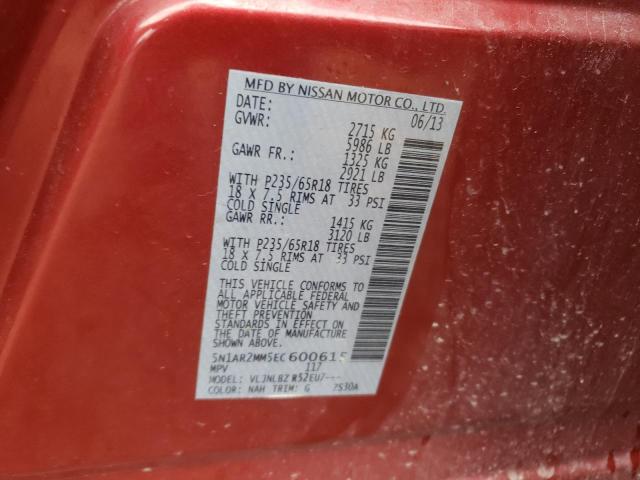 MFD BY NISSAN MOTOR CO., LTD.
DATE: 06/13
GVWR: 2715 KG
5986 LB
GAWR FR.: 1325 KG
2921 LB
WITH P235/65R18 TIRES
18 X 7.5 RIMS AT 33 PSI
COLD SINGLE
GAWR RR.: 1415 KG
3120 LB
WITH P235/65R18 TIRES
18 X 7.5 RIMS AT 33 PSI
COLD SINGLE
THIS VEHICLE CONFORMS TO
ALL APPLICABLE FEDERAL
MOTOR VEHICLE SAFETY AND
THEFT PREVENTION
STANDARDS IN EFFECT ON
THE DATE OF MANUFACTURE
SHOWN ABOVE.
5N1AR2MM5EC600615
MPV 117
MODEL: VLJNLBZ R52EU7---
COLOR: NAH TRIM: G 7S30A